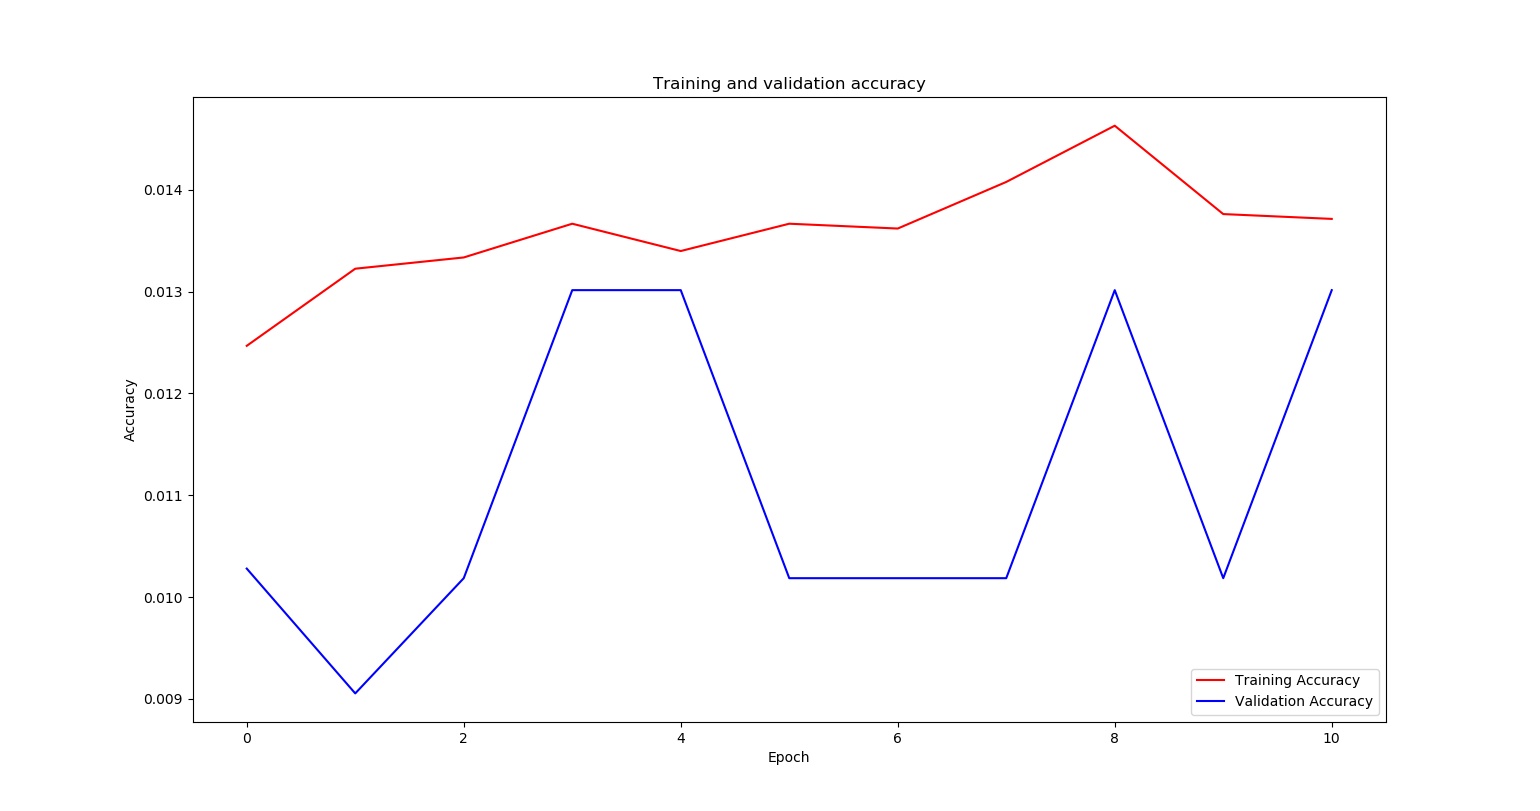 Training and validation accuracy
Accuracy
0.014
0.013
0.012
0.011
0.010
0.009
0 2 4 6 8 10
Epoch
Training Accuracy
Validation Accuracy